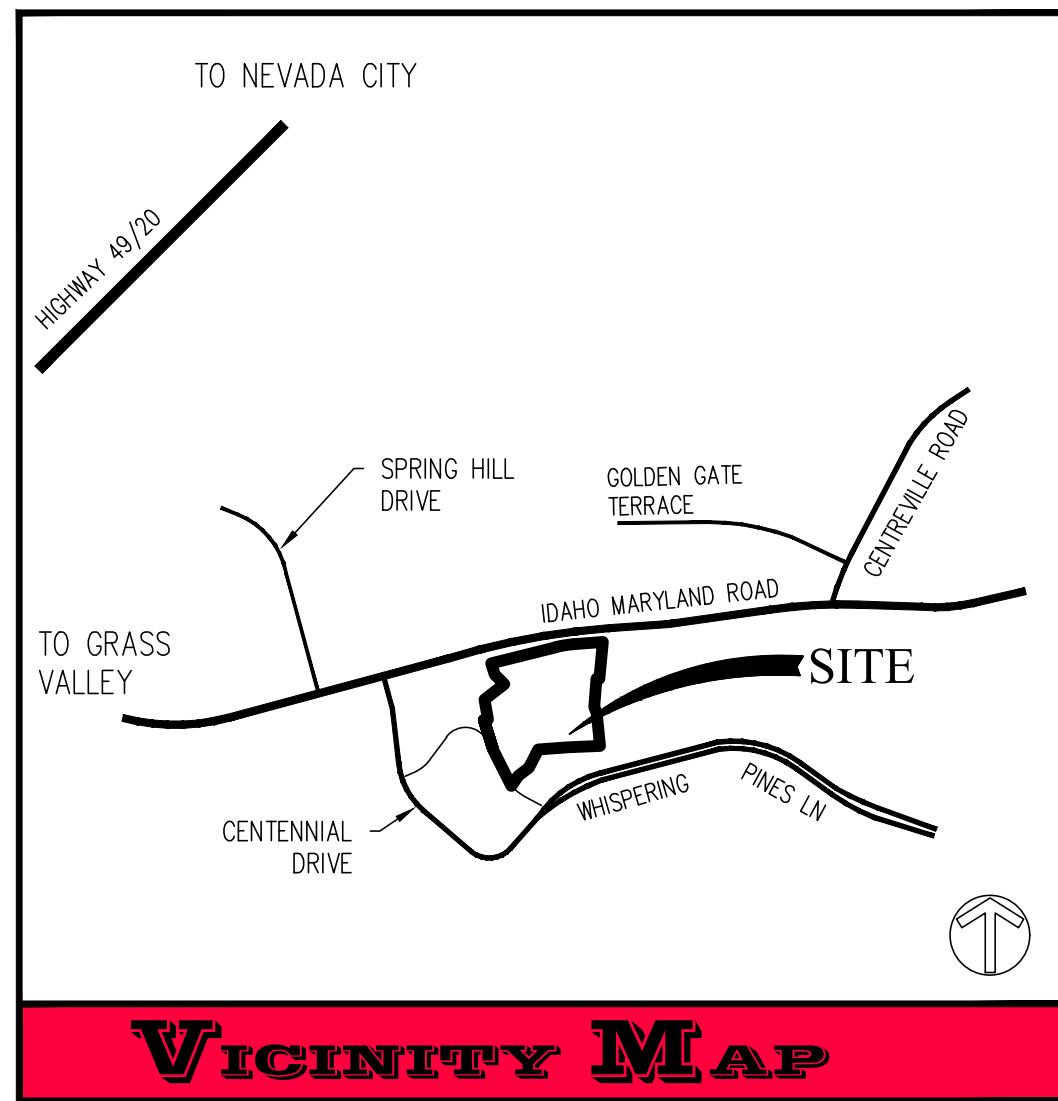 TO NEVADA CITY
HIGHWAY 49/20
SPRING HILL
DRIVE
GOLDEN GATE
TERRACE
CENTREVILLE ROAD
IDAHO MARYLAND ROAD
TO GRASS
VALLEY
SITE
WHISPERING PINES LN
CENTENNIAL
DRIVE
VICINITY MAP